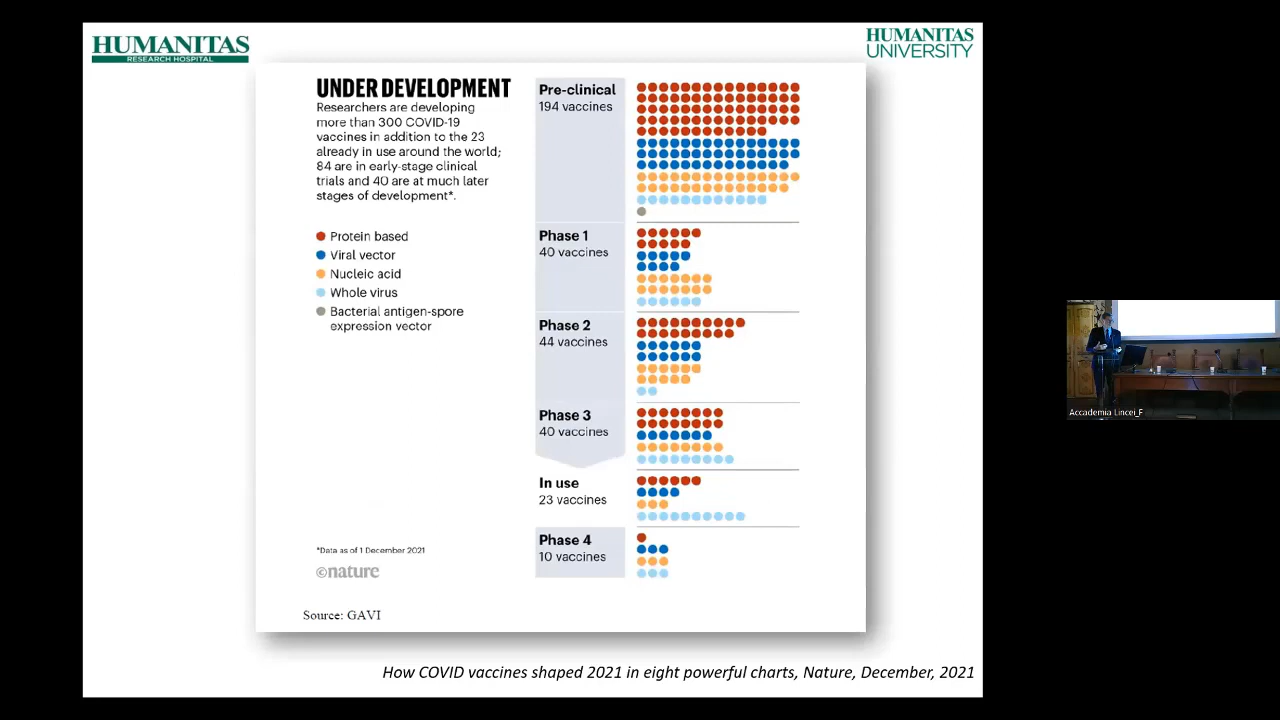 HUMANITAS
RESEARCH HOSPITAL
HUMANITAS
UNIVERSITY
UNDER DEVELOPMENT
Researchers are developing
more than 300 COVID-19
vaccines in addition to the 23
already in use around the world;
84 are in early-stage clinical
trials and 40 are at much later
stages of development*.
Protein based
Viral vector
Nucleic acid
Whole virus
Bacterial antigen-spore
expression vector
Pre-clinical
194 vaccines
Phase 1
40 vaccines
Phase 2
44 vaccines
Phase 3
40 vaccines
In use
23 vaccines
Phase 4
10 vaccines
*Data as of 1 December 2021
©nature
Source: GAVI
How COVID vaccines shaped 2021 in eight powerful charts, Nature, December, 2021
Accademia Lincei_F